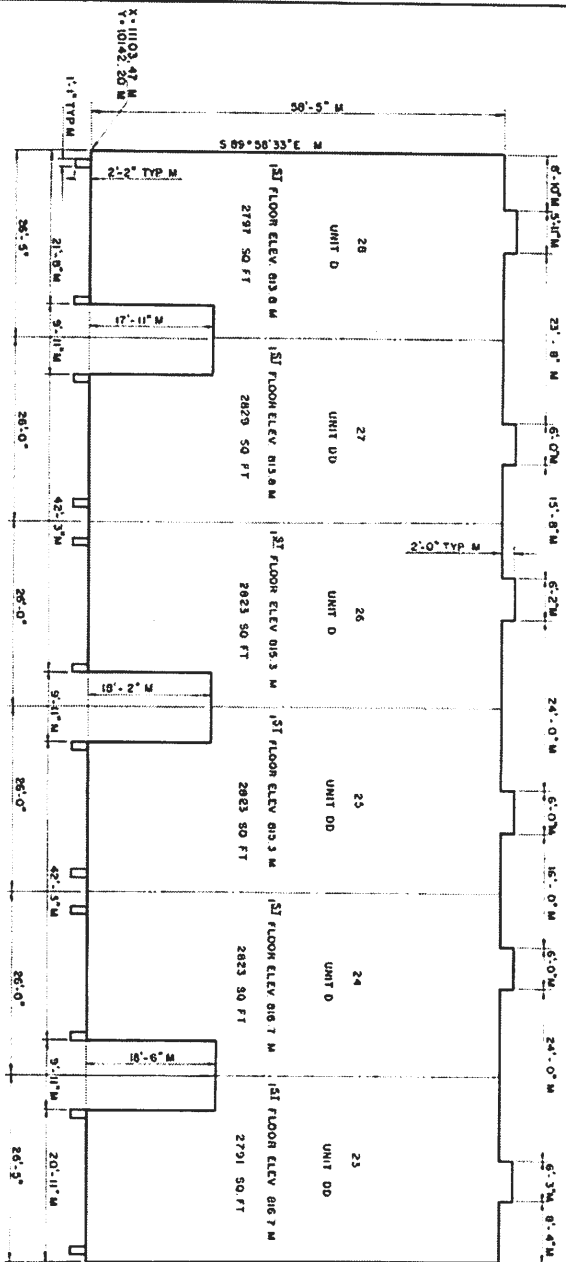 X = 11103.47 M
Y = 10142.20 M
1'-1" TYP M
58'-5" M
S 89°58'33"E M
2'-2" TYP M
8'-10" M
5'-11" M
23'-8" M
6'-0" M
15'-8" M
2'-0" TYP M
6'-2" M
24'-0" M
6'-0" M
16'-0" M
6'-0" M
24'-0" M
6'-3" M
8'-4" M
28
UNIT D
1ST FLOOR ELEV. 813.8 M
2797 SQ FT
27
UNIT DD
1ST FLOOR ELEV 813.8 M
2829 SQ FT
26
UNIT D
1ST FLOOR ELEV 815.3 M
2823 SQ FT
25
UNIT DD
1ST FLOOR ELEV 815.3 M
2823 SQ FT
24
UNIT D
1ST FLOOR ELEV 816.7 M
2823 SQ FT
23
UNIT DD
1ST FLOOR ELEV 816.7 M
2791 SQ.FT
17'-11" M
18'-2" M
18'-6" M
21'-8" M
9'-11" M
42'-3" M
9'-11" M
42'-5" M
9'-11" M
20'-11" M
26'-5"
26'-0"
26'-0"
26'-0"
26'-0"
26'-5"